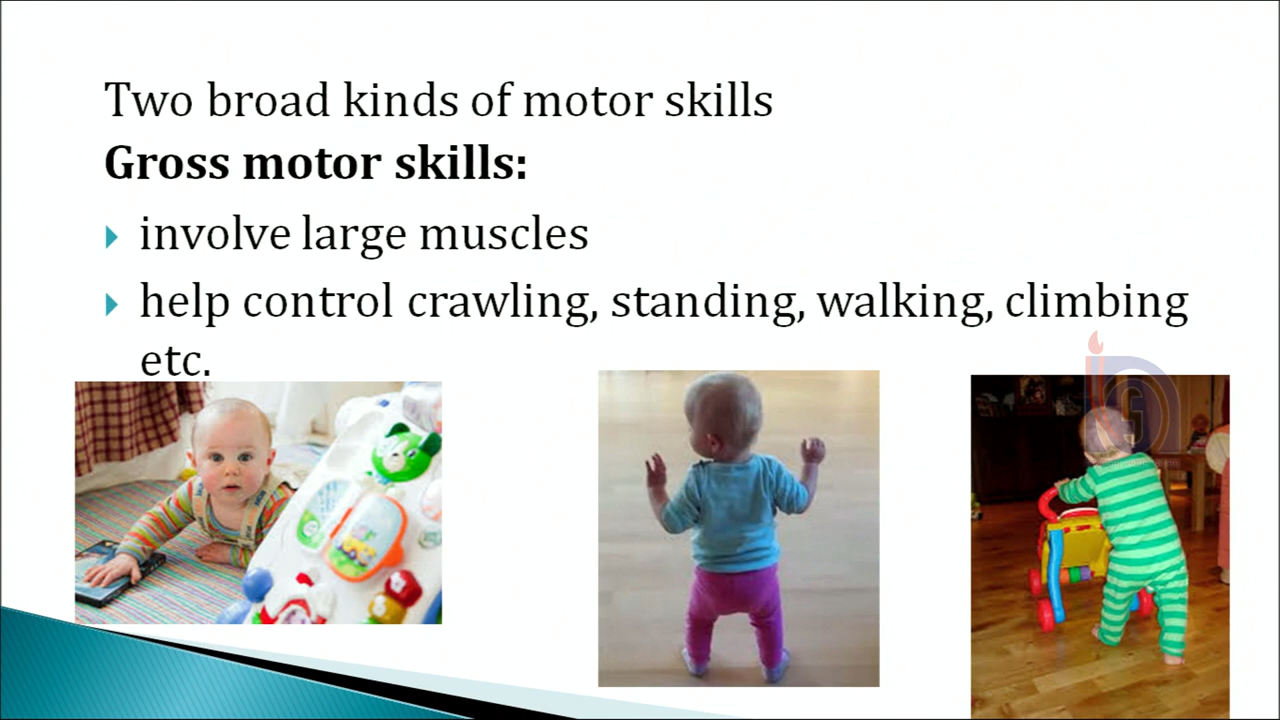 Two broad kinds of motor skills
Gross motor skills:
involve large muscles
help control crawling, standing, walking, climbing
etc.